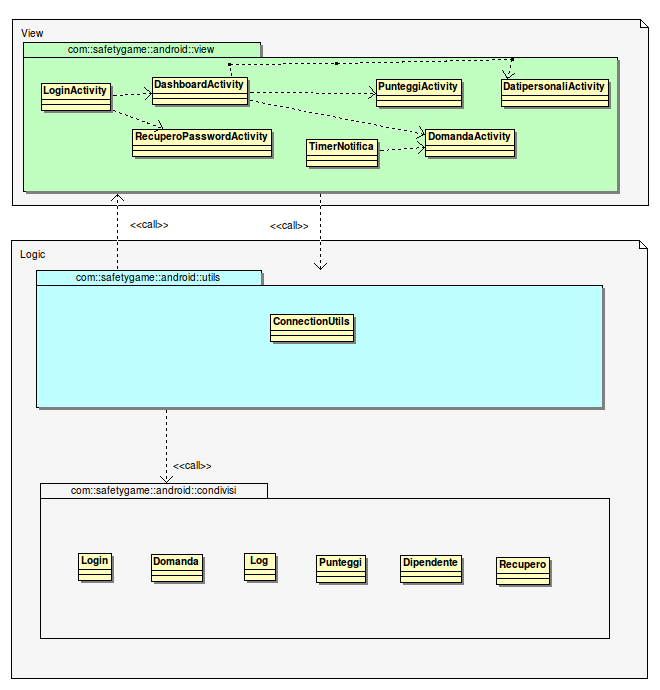 View
com::safetygame::android::view
LoginActivity
DashboardActivity
PunteggiActivity
DatipersonaliActivity
RecuperoPasswordActivity
TimerNotifica
DomandaActivity
<<call>>
<<call>>
Logic
com::safetygame::android::utils
ConnectionUtils
<<call>>
com::safetygame::android::condivisi
Login
Domanda
Log
Punteggi
Dipendente
Recupero